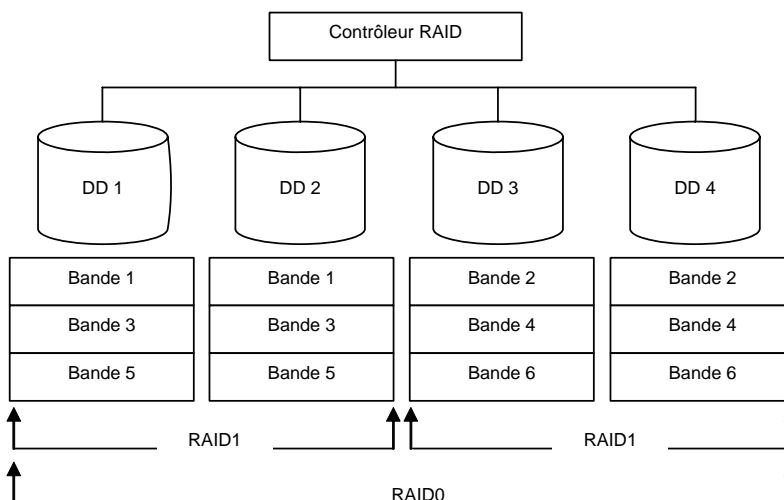 Contrôleur RAID
DD 1 DD 2 DD 3 DD 4
Bande 1 Bande 1 Bande 2 Bande 2
Bande 3 Bande 3 Bande 4 Bande 4
Bande 5 Bande 5 Bande 6 Bande 6
RAID1 RAID1
RAID0